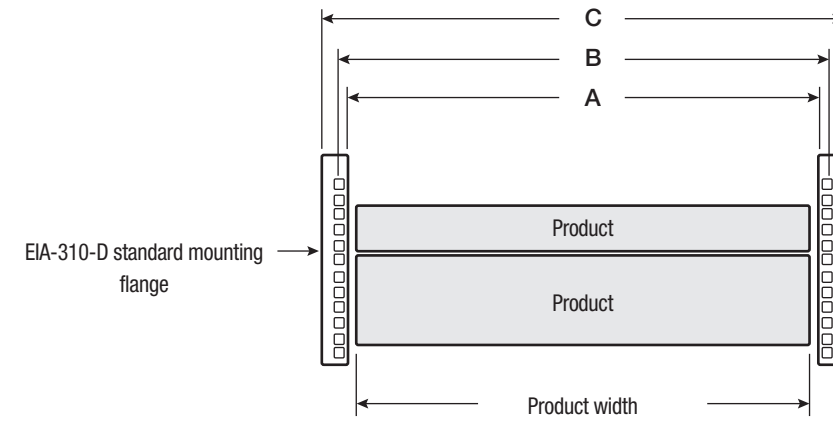 C
B
A
Product
EIA-310-D standard mounting
flange
Product
Product width